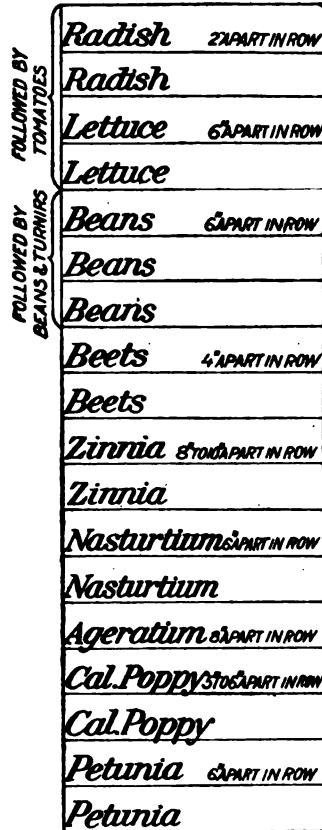 FOLLOWED BY
TOMATOES
Radish 2" APART IN ROW
Radish
Lettuce 6" APART IN ROW
Lettuce
FOLLOWED BY
BEANS & TURNIPS
Beans 6" APART IN ROW
Beans
Beans
Beets 4" APART IN ROW
Beets
Zinnia 8" TO 10" APART IN ROW
Zinnia
Nasturtium 6" APART IN ROW
Nasturtium
Ageratum 8" APART IN ROW
Cal. Poppy 5" TO 6" APART IN ROW
Cal. Poppy
Petunia 6" APART IN ROW
Petunia